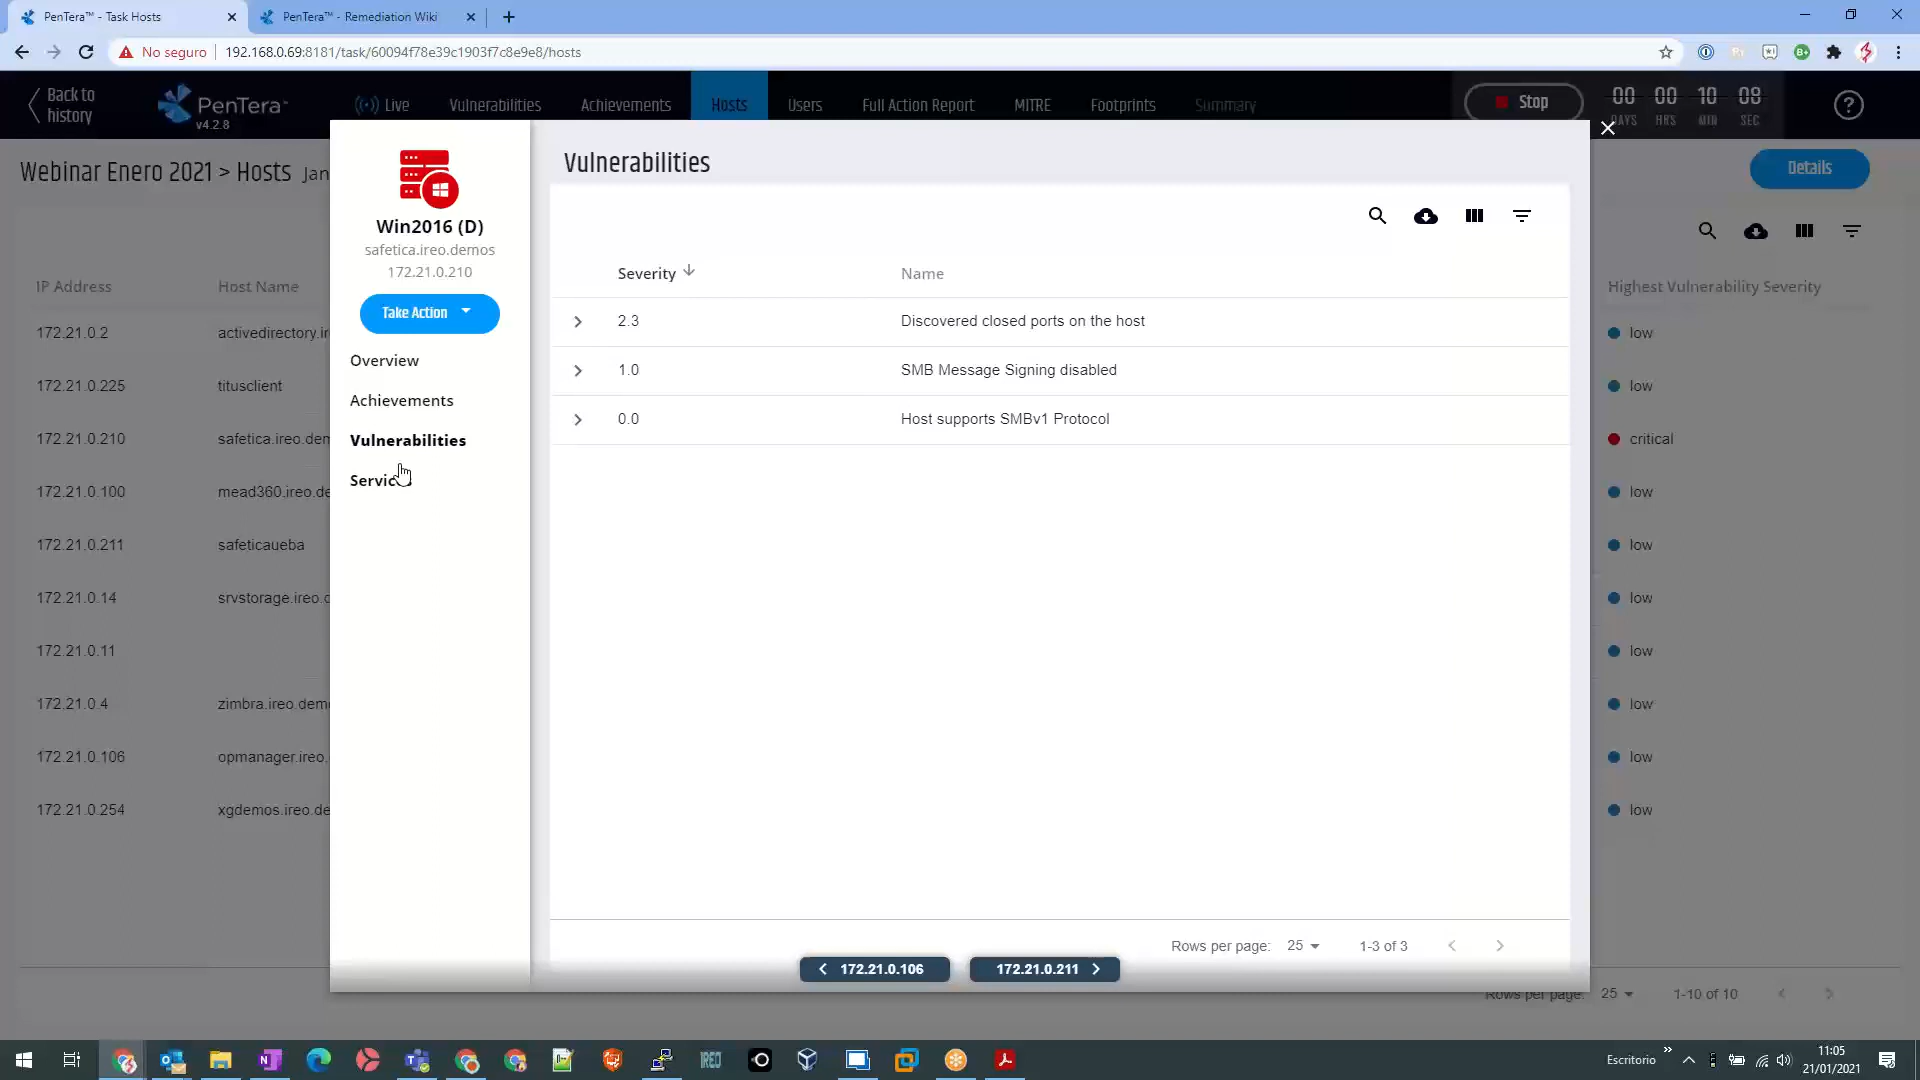 PenTera™ - Task Hosts
PenTera™ - Remediation Wiki
No seguro
192.168.0.69:8181/task/60094f78e39c1903f7c8e9e8/hosts
Back to history
PenTera™
v4.2.8
Live
Vulnerabilities
Achievements
Hosts
Users
Full Action Report
MITRE
Footprints
Summary
Stop
00 00 10 08
DAYS HRS MIN SEC
Webinar Enero 2021 > Hosts Jan
Details
Win2016 (D)
safetica.ireo.demos
172.21.0.210
Take Action
Overview
Achievements
Vulnerabilities
Services
Vulnerabilities
Severity Name
2.3 Discovered closed ports on the host
1.0 SMB Message Signing disabled
0.0 Host supports SMBv1 Protocol
Rows per page: 25 1-3 of 3
172.21.0.106
172.21.0.211
IP Address Host Name Highest Vulnerability Severity
172.21.0.2 activedirectory.ir low
172.21.0.225 titusclient low
172.21.0.210 safetica.ireo.dem critical
172.21.0.100 mead360.ireo.de low
172.21.0.211 safeticaueba low
172.21.0.14 srvstorage.ireo.d low
172.21.0.11 low
172.21.0.4 zimbra.ireo.demo low
172.21.0.106 opmanager.ireo. low
172.21.0.254 xgdemos.ireo.de low
Rows per page: 25 1-10 of 10
IREO
Escritorio
11:05
21/01/2021